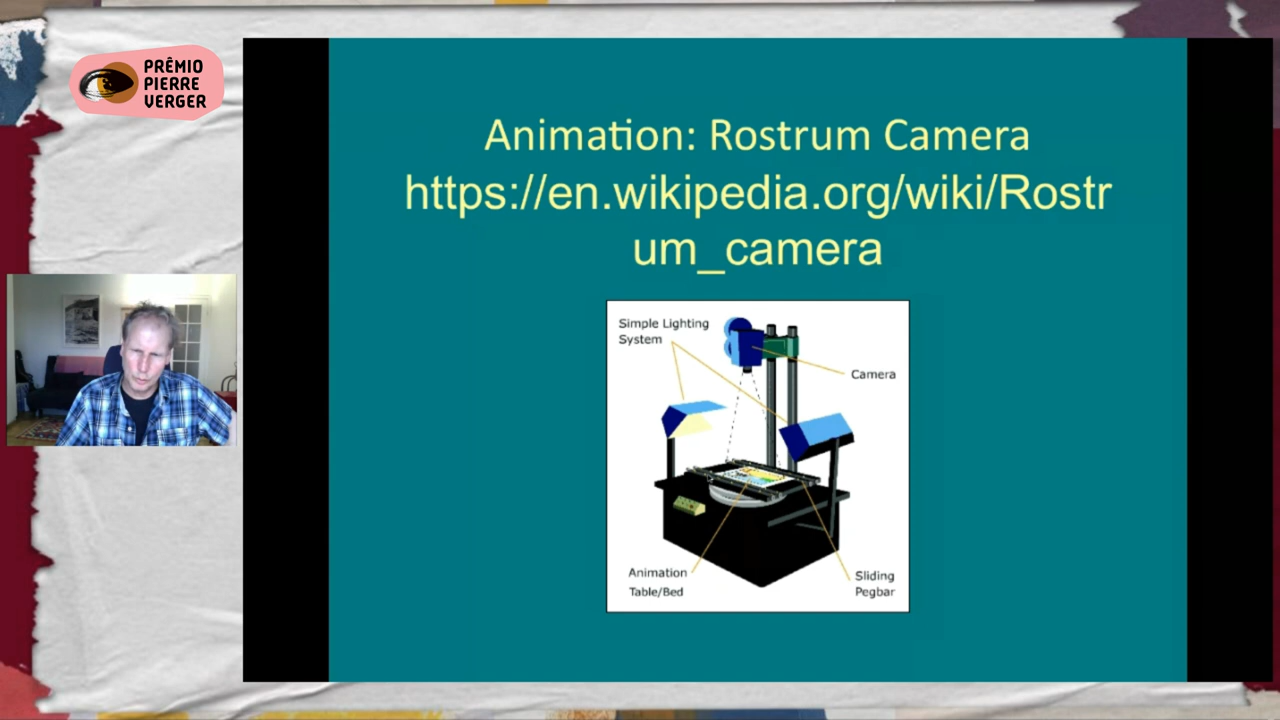 PRÊMIO
PIERRE
VERGER
Animation: Rostrum Camera
https://en.wikipedia.org/wiki/Rostr
um_camera
Simple Lighting
System
Camera
Animation
Table/Bed
Sliding
Pegbar